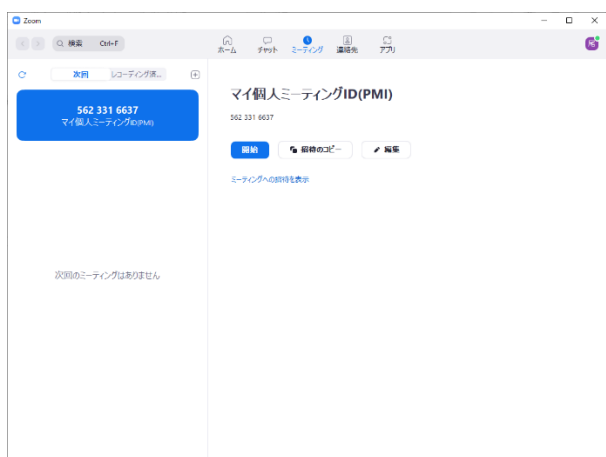 Zoom
検索 Ctrl+F
ホーム チャット ミーティング 連絡先 アプリ
次回 レコーディング済...
562 331 6637
マイ個人ミーティングID(PMI)
次回のミーティングはありません
マイ個人ミーティングID(PMI)
562 331 6637
開始 招待のコピー 編集
ミーティングへの招待を表示